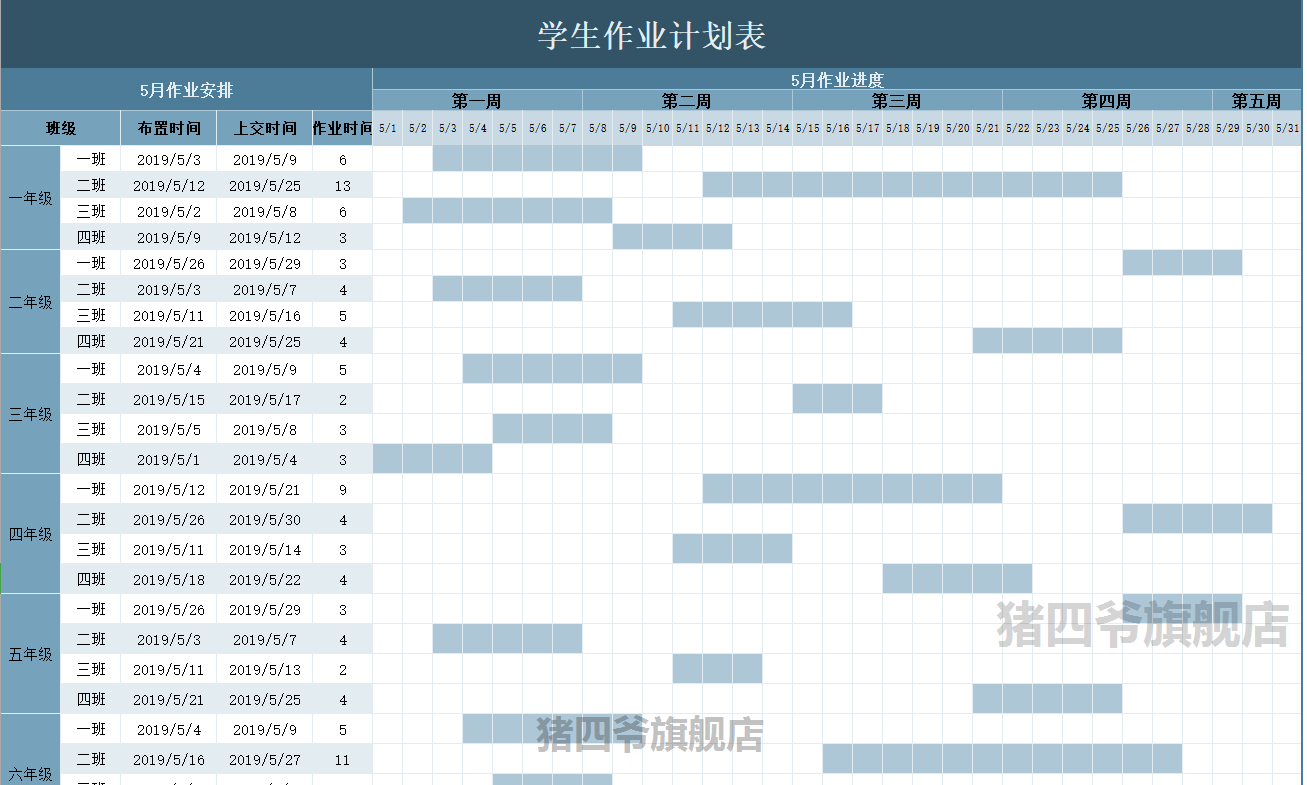 学生作业计划表
5月作业安排
5月作业进度
第一周 第二周 第三周 第四周 第五周
班级 布置时间 上交时间 作业时间 5/1 5/2 5/3 5/4 5/5 5/6 5/7 5/8 5/9 5/10 5/11 5/12 5/13 5/14 5/15 5/16 5/17 5/18 5/19 5/20 5/21 5/22 5/23 5/24 5/25 5/26 5/27 5/28 5/29 5/30 5/31
一年级
一班 2019/5/3 2019/5/9 6
二班 2019/5/12 2019/5/25 13
三班 2019/5/2 2019/5/8 6
四班 2019/5/9 2019/5/12 3
二年级
一班 2019/5/26 2019/5/29 3
二班 2019/5/3 2019/5/7 4
三班 2019/5/11 2019/5/16 5
四班 2019/5/21 2019/5/25 4
三年级
一班 2019/5/4 2019/5/9 5
二班 2019/5/15 2019/5/17 2
三班 2019/5/5 2019/5/8 3
四班 2019/5/1 2019/5/4 3
四年级
一班 2019/5/12 2019/5/21 9
二班 2019/5/26 2019/5/30 4
三班 2019/5/11 2019/5/14 3
四班 2019/5/18 2019/5/22 4
五年级
一班 2019/5/26 2019/5/29 3
二班 2019/5/3 2019/5/7 4
三班 2019/5/11 2019/5/13 2
四班 2019/5/21 2019/5/25 4
猪四爷旗舰店
六年级
一班 2019/5/4 2019/5/9 5
二班 2019/5/16 2019/5/27 11
猪四爷旗舰店